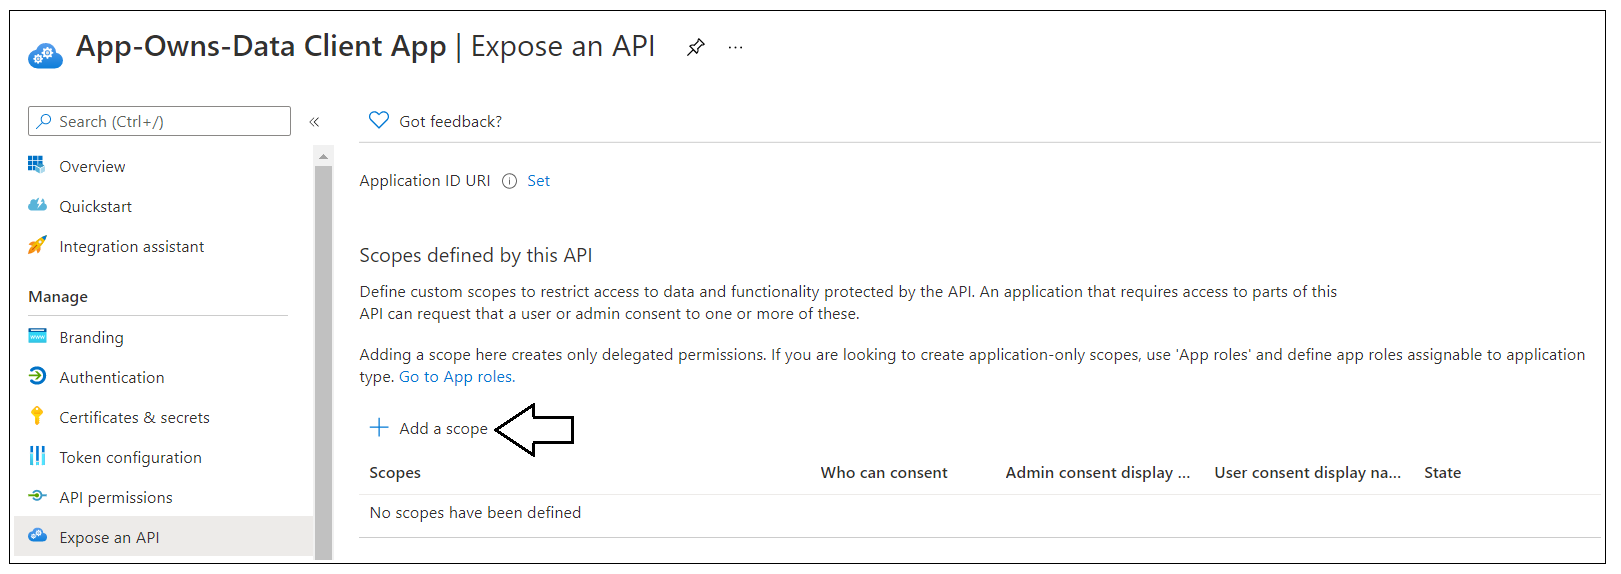 App-Owns-Data Client App | Expose an API
Search (Ctrl+/)
Overview
Quickstart
Integration assistant
Manage
Branding
Authentication
Certificates & secrets
Token configuration
API permissions
Expose an API
Got feedback?
Application ID URI Set
Scopes defined by this API
Define custom scopes to restrict access to data and functionality protected by the API. An application that requires access to parts of this
API can request that a user or admin consent to one or more of these.
Adding a scope here creates only delegated permissions. If you are looking to create application-only scopes, use 'App roles' and define app roles assignable to application
type. Go to App roles.
Add a scope
Scopes Who can consent Admin consent display ... User consent display na... State
No scopes have been defined